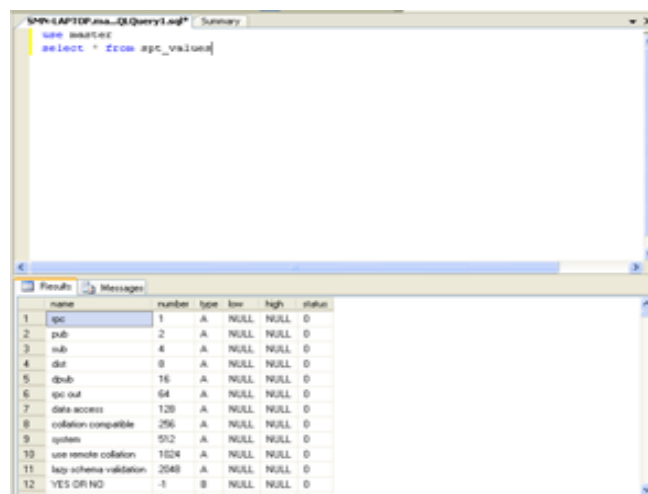 SMN-LAPTOP.ma...QLQuery1.sql* Summary
use master
select * from spt_values
Results Messages
name number type low high status
1 rpc 1 A NULL NULL 0
2 pub 2 A NULL NULL 0
3 sub 4 A NULL NULL 0
4 dist 8 A NULL NULL 0
5 dpub 16 A NULL NULL 0
6 rpc out 64 A NULL NULL 0
7 data access 128 A NULL NULL 0
8 collation compatible 256 A NULL NULL 0
9 system 512 A NULL NULL 0
10 use remote collation 1024 A NULL NULL 0
11 lazy schema validation 2048 A NULL NULL 0
12 YES OR NO -1 B NULL NULL 0